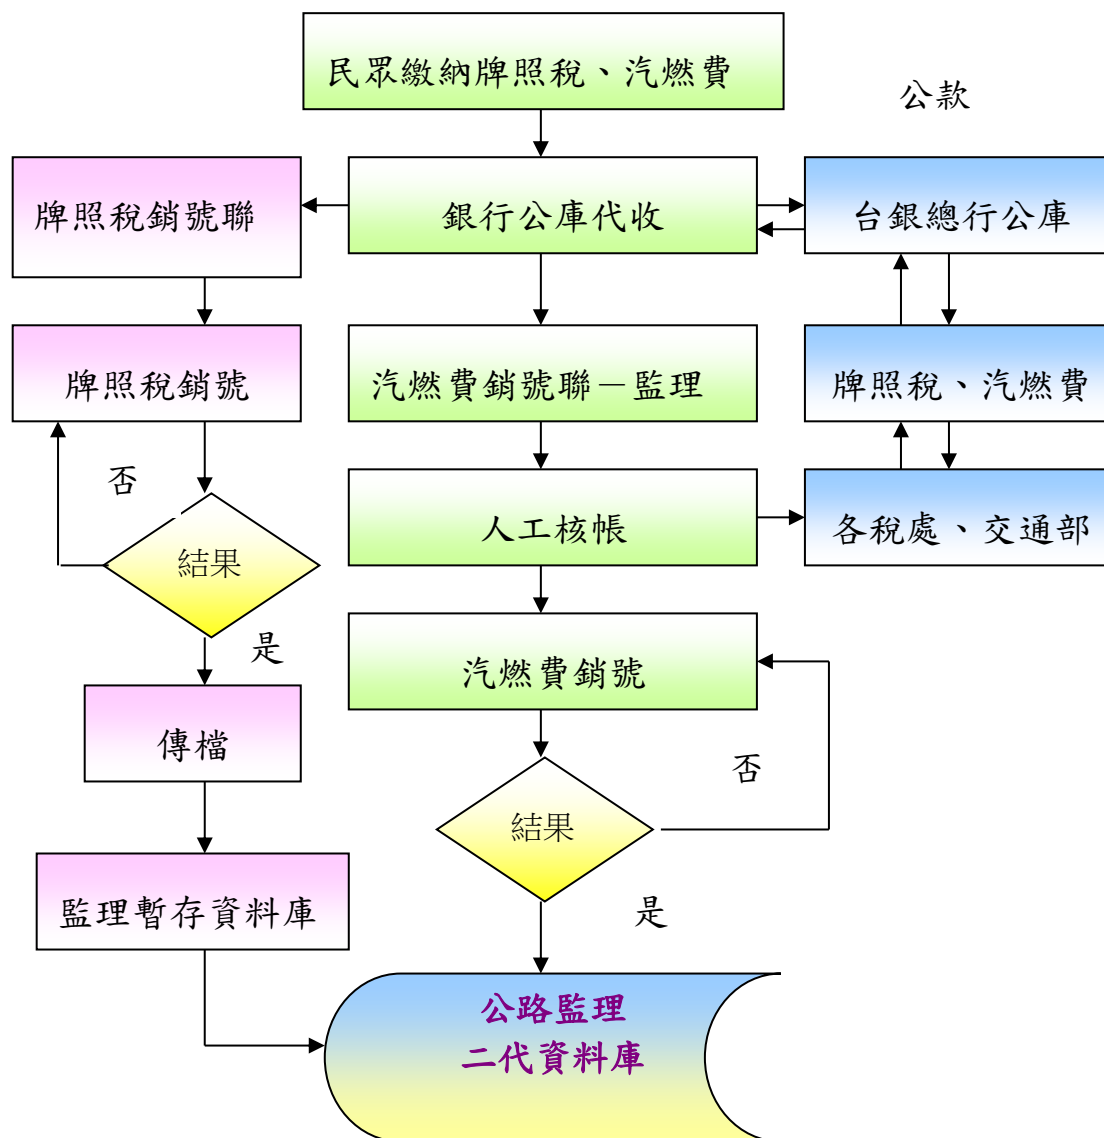 民眾繳納牌照稅、汽燃費
公款
牌照稅銷號聯
銀行公庫代收
台銀總行公庫
牌照稅銷號
汽燃費銷號聯－監理
牌照稅、汽燃費
否
人工核帳
各稅處、交通部
結果
是
汽燃費銷號
傳檔
否
結果
監理暫存資料庫
是
公路監理
二代資料庫